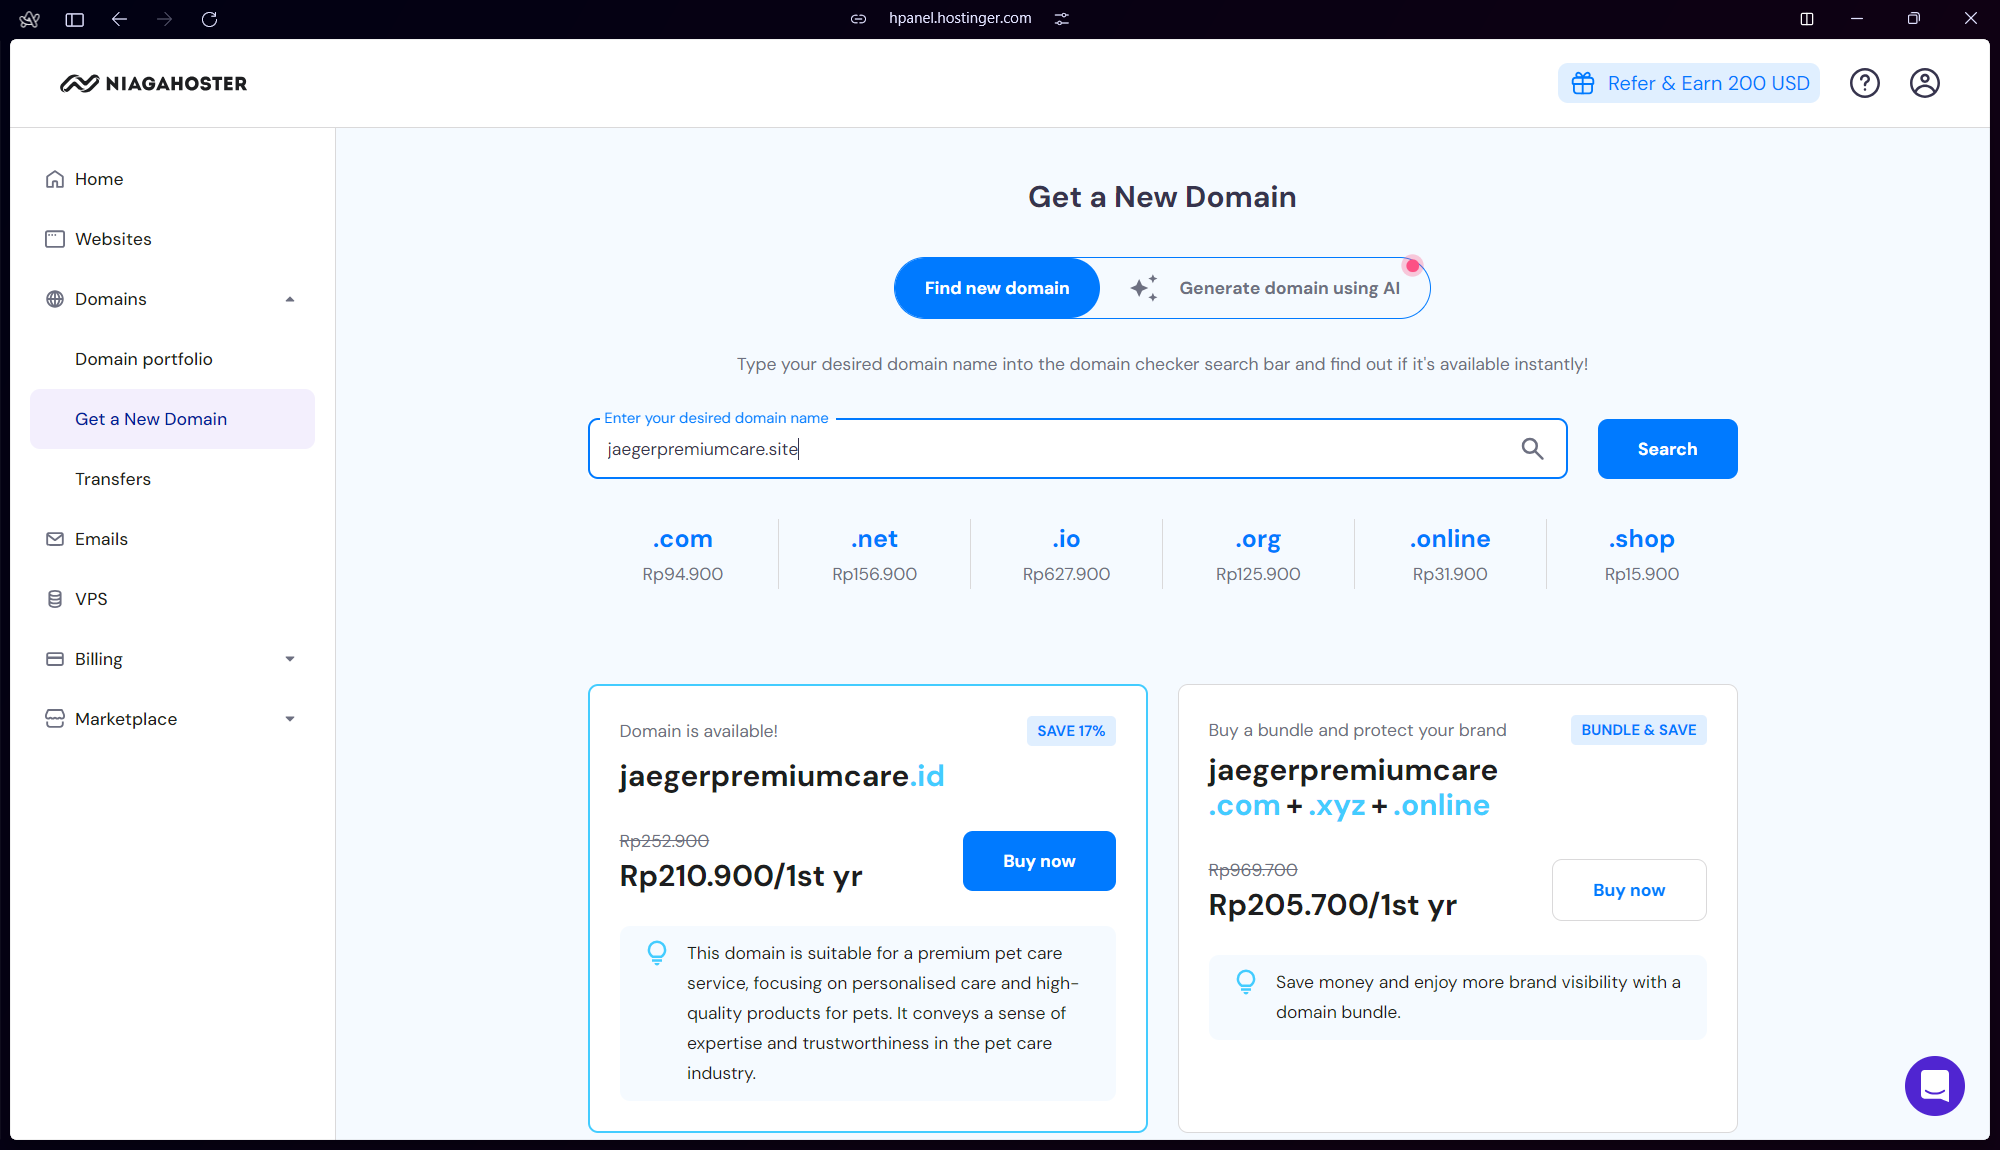 hpanel.hostinger.com
NIAGAHOSTER
Refer & Earn 200 USD
Home
Websites
Domains
Domain portfolio
Get a New Domain
Transfers
Emails
VPS
Billing
Marketplace
Get a New Domain
Find new domain
Generate domain using AI
Type your desired domain name into the domain checker search bar and find out if it's available instantly!
Enter your desired domain name
jaegerpremiumcare.site
Search
.com
Rp94.900
.net
Rp156.900
.io
Rp627.900
.org
Rp125.900
.online
Rp31.900
.shop
Rp15.900
Domain is available!
SAVE 17%
jaegerpremiumcare.id
Rp252.900
Rp210.900/1st yr
Buy now
This domain is suitable for a premium pet care
service, focusing on personalised care and high-
quality products for pets. It conveys a sense of
expertise and trustworthiness in the pet care
industry.
Buy a bundle and protect your brand
BUNDLE & SAVE
jaegerpremiumcare
.com + .xyz + .online
Rp969.700
Rp205.700/1st yr
Buy now
Save money and enjoy more brand visibility with a
domain bundle.